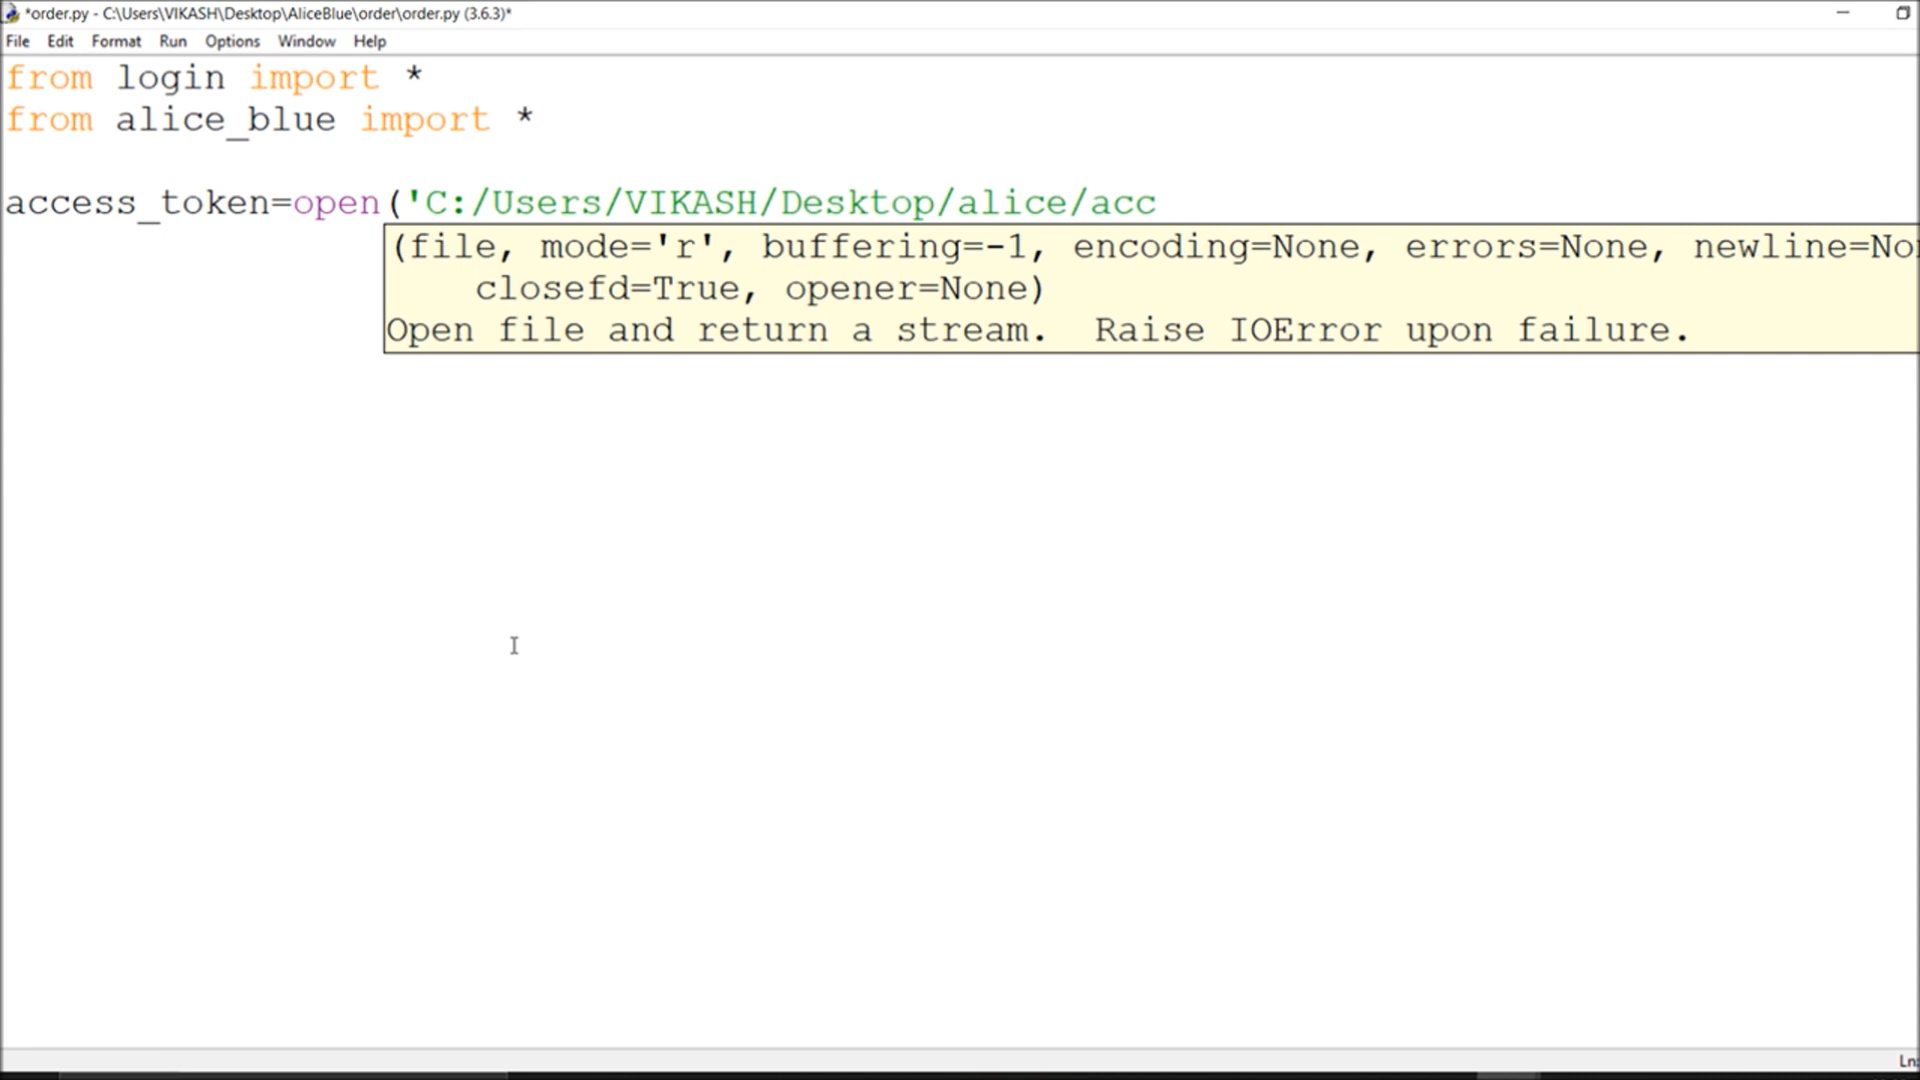 *order.py - C:\Users\VIKASH\Desktop\AliceBlue\order\order.py (3.6.3)*
File Edit Format Run Options Window Help
from login import *
from alice_blue import *
access_token=open('C:/Users/VIKASH/Desktop/alice/acc
(file, mode='r', buffering=-1, encoding=None, errors=None, newline=No
closefd=True, opener=None)
Open file and return a stream.  Raise IOError upon failure.
Ln: